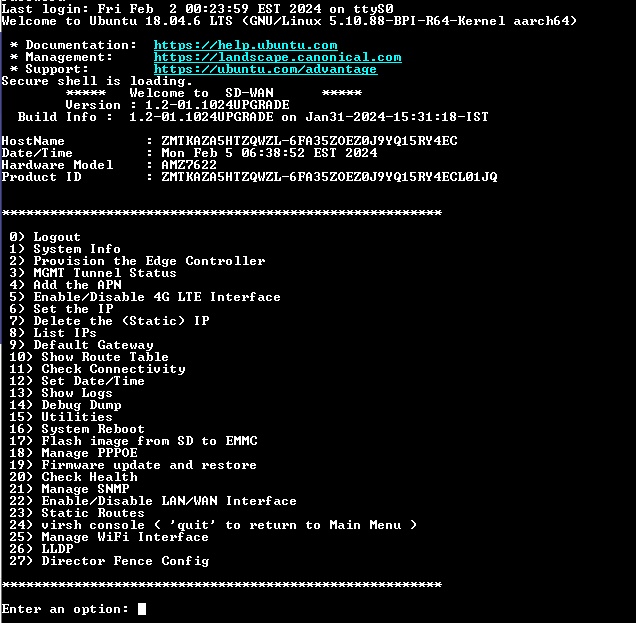 Last login: Fri Feb  2 00:23:59 EST 2024 on ttyS0
Welcome to Ubuntu 18.04.6 LTS (GNU/Linux 5.10.88-BPI-R64-Kernel aarch64)
 * Documentation:  https://help.ubuntu.com
 * Management:     https://landscape.canonical.com
 * Support:        https://ubuntu.com/advantage
Secure shell is loading.
        *****   Welcome to  SD-WAN      *****
        Version : 1.2-01.1024UPGRADE
  Build Info :  1.2-01.1024UPGRADE on Jan31-2024-15:31:18-IST
HostName          : ZMTKAZA5HTZQWZL-6FA35ZOEZ0J9YQ15RY4EC
Date/Time         : Mon Feb 5 06:38:52 EST 2024
Hardware Model    : AMZ7622
Product ID        : ZMTKAZA5HTZQWZL-6FA35ZOEZ0J9YQ15RY4ECL01JQ
*******************************************************
 0) Logout
 1) System Info
 2) Provision the Edge Controller
 3) MGMT Tunnel Status
 4) Add the APN
 5) Enable/Disable 4G LTE Interface
 6) Set the IP
 7) Delete the (Static) IP
 8) List IPs
 9) Default Gateway
 10) Show Route Table
 11) Check Connectivity
 12) Set Date/Time
 13) Show Logs
 14) Debug Dump
 15) Utilities
 16) System Reboot
 17) Flash image from SD to EMMC
 18) Manage PPPOE
 19) Firmware update and restore
 20) Check Health
 21) Manage SNMP
 22) Enable/Disable LAN/WAN Interface
 23) Static Routes
 24) virsh console ( 'quit' to return to Main Menu )
 25) Manage WiFi Interface
 26) LLDP
 27) Director Fence Config
*******************************************************
Enter an option: